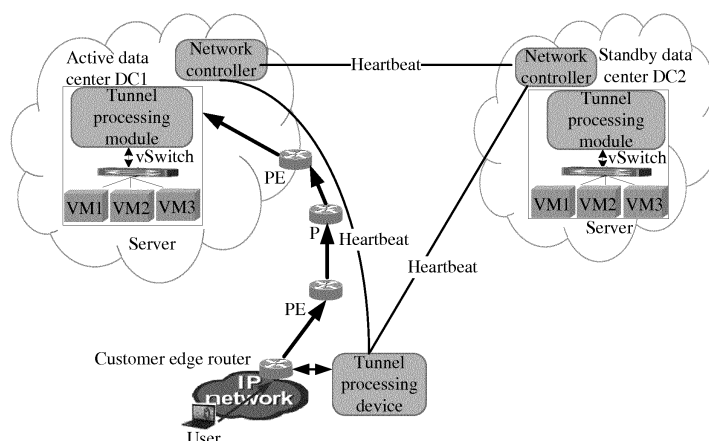 Active data
center DC1
Network
controller
Heartbeat
Network
controller
Standby data
center DC2
Tunnel
processing
module
vSwitch
VM1 VM2 VM3
Server
Tunnel
processing
module
vSwitch
VM1 VM2 VM3
Server
PE
P
Heartbeat
Heartbeat
PE
Customer edge router
IP
network
User
Tunnel
processing
device